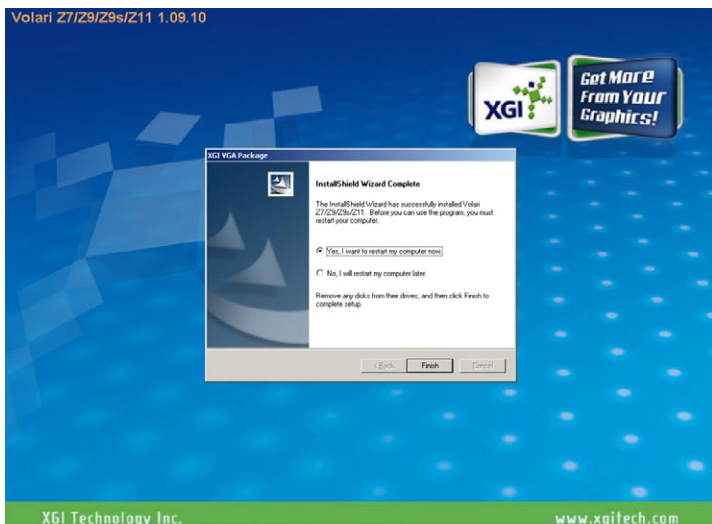 Volari Z7/Z9/Z9s/Z11 1.09.10
XGI
Get More
From Your
Graphics!
XGI VGA Package
InstallShield Wizard Complete
The InstallShield Wizard has successfully installed Volari
Z7/Z9/Z9s/Z11. Before you can use the program, you must
restart your computer.
Yes, I want to restart my computer now.
No, I will restart my computer later.
Remove any disks from their drives, and then click Finish to
complete setup.
< Back
Finish
Cancel
XGI Technology Inc.
www.xgitech.com